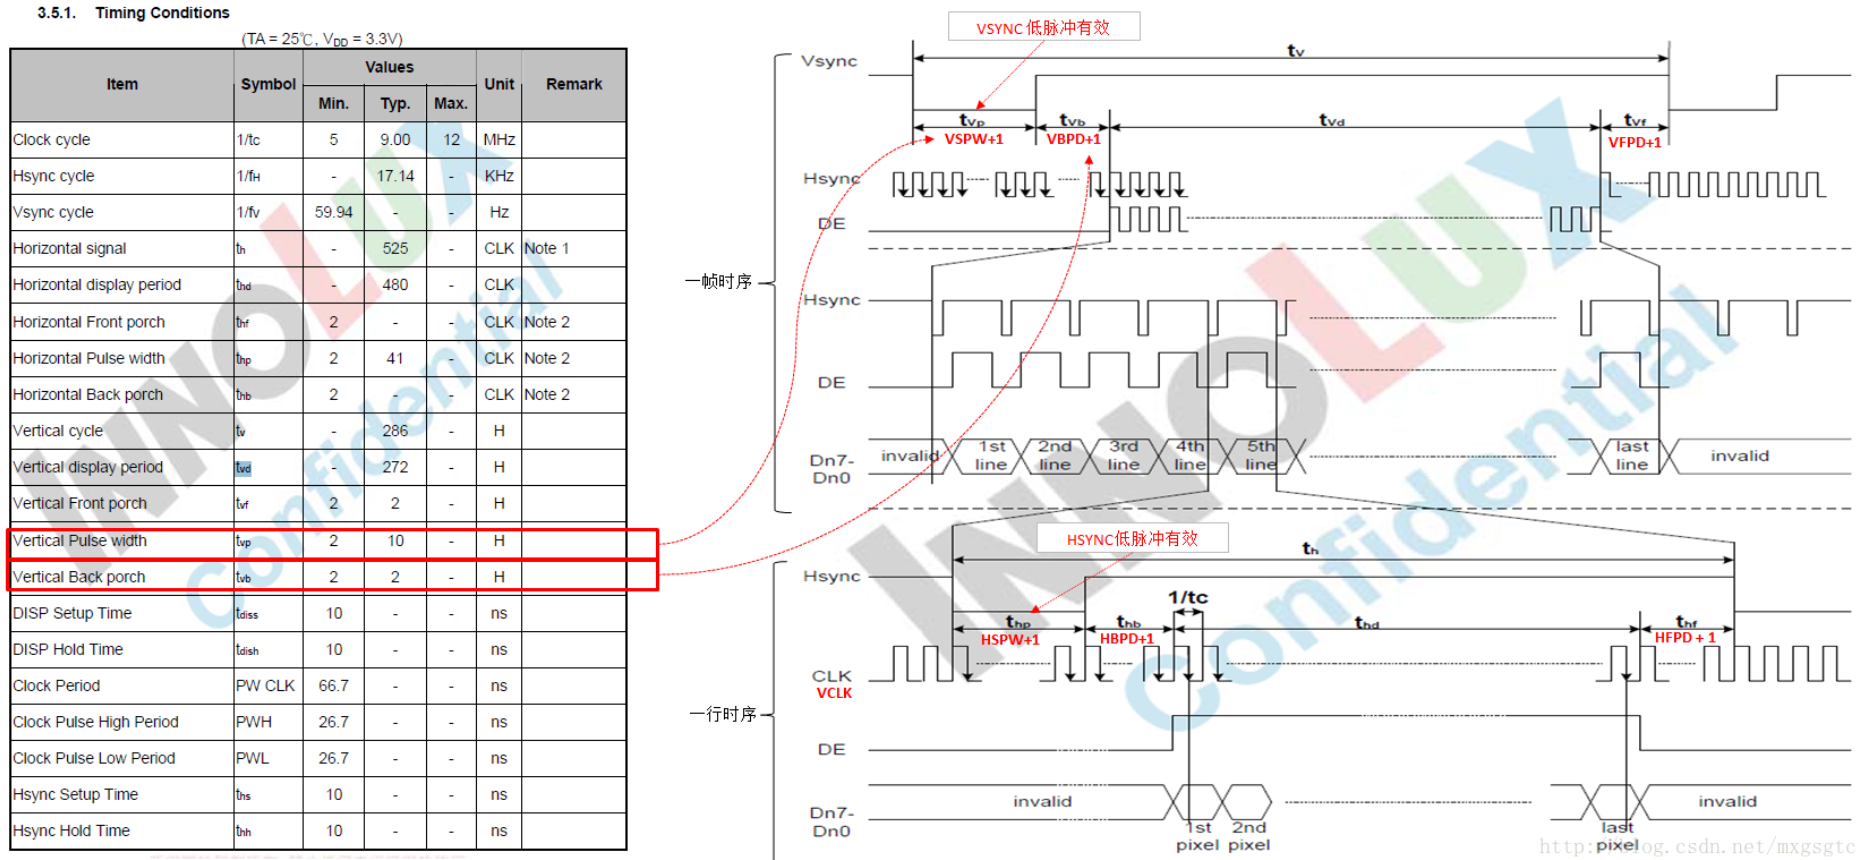 3.5.1. Timing Conditions
(TA = 25℃, VDD = 3.3V)
Item Symbol Values Unit Remark
Min. Typ. Max.
Clock cycle 1/tc 5 9.00 12 MHz
Hsync cycle 1/fH - 17.14 - KHz
Vsync cycle 1/fv 59.94 - - Hz
Horizontal signal th - 525 - CLK Note 1
Horizontal display period thd - 480 - CLK
Horizontal Front porch thf 2 - - CLK Note 2
Horizontal Pulse width thp 2 41 - CLK Note 2
Horizontal Back porch thb 2 - - CLK Note 2
Vertical cycle tv - 286 - H
Vertical display period tvd - 272 - H
Vertical Front porch tvf 2 2 - H
Vertical Pulse width tvp 2 10 - H
Vertical Back porch tvb 2 2 - H
DISP Setup Time tdiss 10 - - ns
DISP Hold Time tdish 10 - - ns
Clock Period PW CLK 66.7 - - ns
Clock Pulse High Period PWH 26.7 - - ns
Clock Pulse Low Period PWL 26.7 - - ns
Hsync Setup Time ths 10 - - ns
Hsync Hold Time thh 10 - - ns
INNOLUX
Confidential
VSYNC低脉冲有效
Vsync
tv
tvp tvb tvd tvf
VSPW+1 VBPD+1 VFPD+1
Hsync
DE
一帧时序
Hsync
DE
Dn7-
Dn0
invalid
1st
line
2nd
line
3rd
line
4th
line
5th
line
last
line
invalid
INNOLUX
Confidential
HSYNC低脉冲有效
th
Hsync
1/tc
thp thb thd thf
HSPW+1 HBPD+1 HFPD + 1
CLK
VCLK
一行时序
DE
Dn7-
Dn0
invalid
1st
pixel
2nd
pixel
last
pixel
invalid
http://blog.csdn.net/mxgsgtc